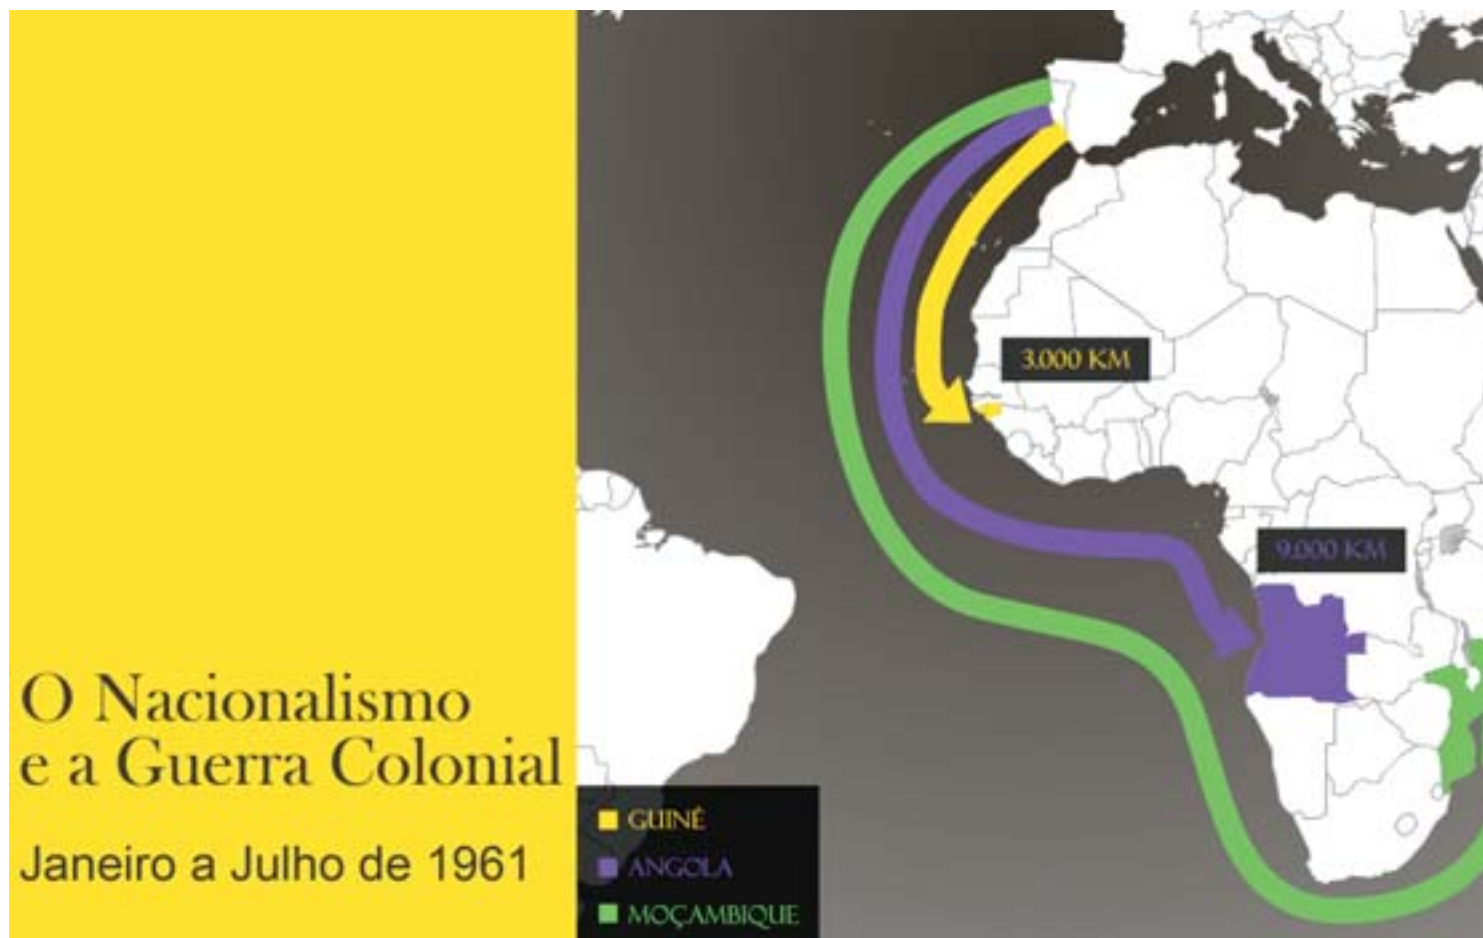 O Nacionalismo
e a Guerra Colonial
Janeiro a Julho de 1961
3.000 KM
9.000 KM
GUINÉ
ANGOLA
MOÇAMBIQUE